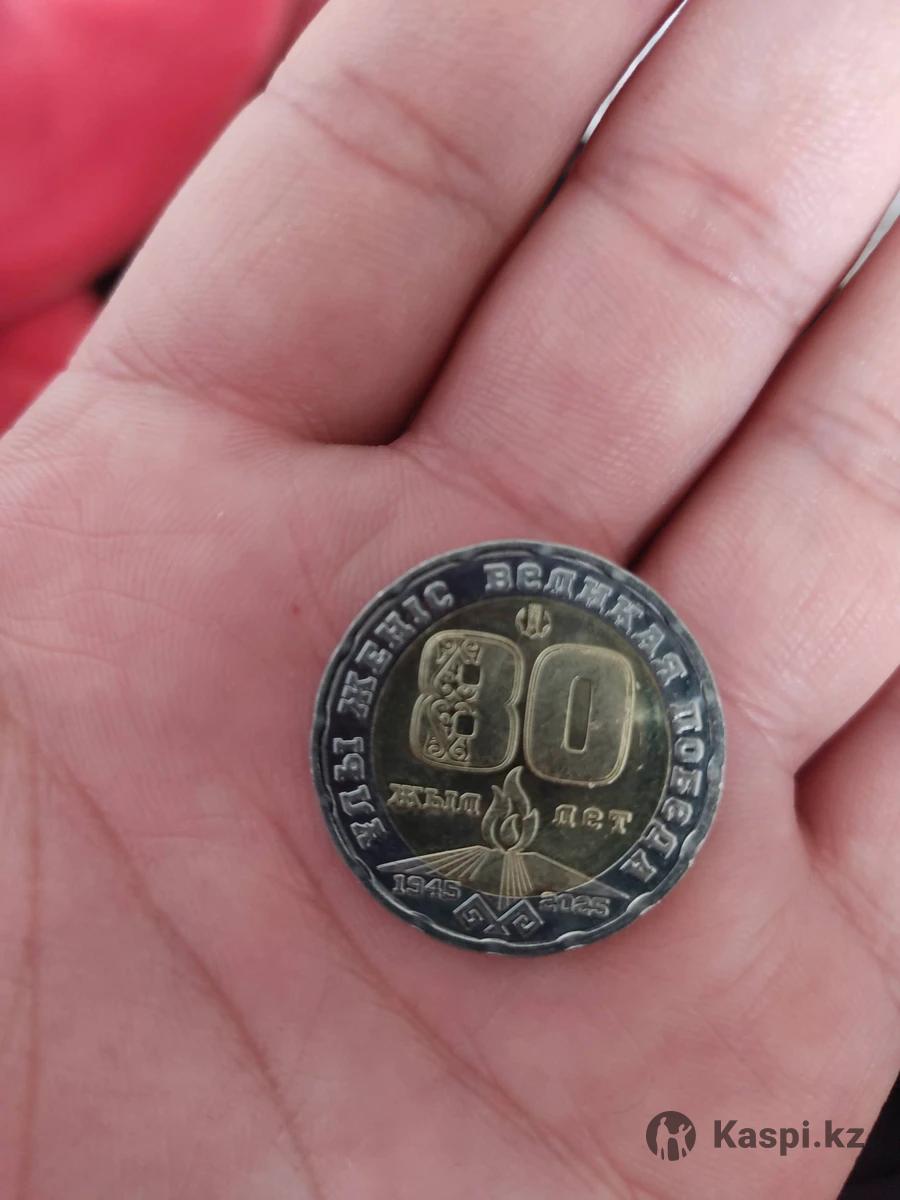 ҰЛЫ ЖЕҢІС ВЕЛИКАЯ ПОБЕДА
80
ЖЫЛ ЛЕТ
1945 2025
Kaspi.kz